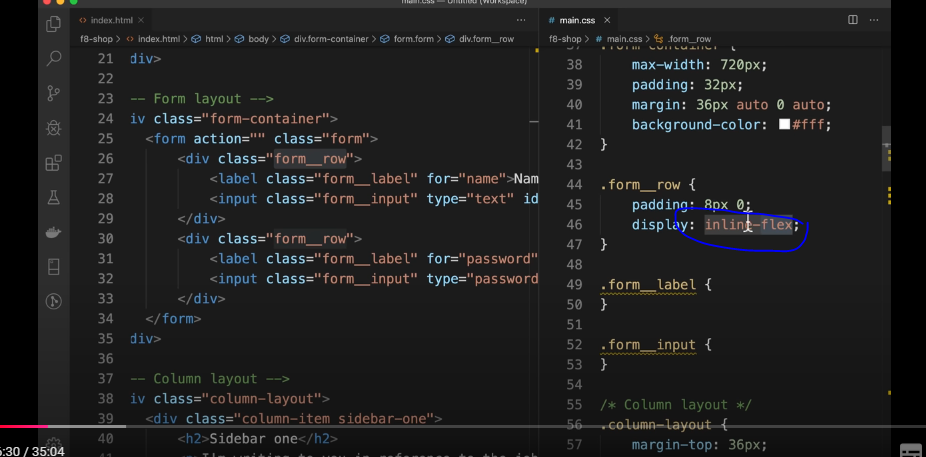 main.css — Untitled (Workspace)
<> index.html ×
···
# main.css ×
···
f8-shop > <> index.html > html > body > div.form-container > form.form > div.form__row
f8-shop > # main.css > .form__row
21 div>
22
23 -- Form layout -->
24 iv class="form-container">
25 <form action="" class="form">
26 <div class="form__row">
27 <label class="form__label" for="name">Nam
28 <input class="form__input" type="text" id
29 </div>
30 <div class="form__row">
31 <label class="form__label" for="password"
32 <input class="form__input" type="password
33 </div>
34 </form>
35 div>
36
37 -- Column layout -->
38 iv class="column-layout">
39 <div class="column-item sidebar-one">
40 <h2>Sidebar one</h2>
37 .form-container {
38 max-width: 720px;
39 padding: 32px;
40 margin: 36px auto 0 auto;
41 background-color: #fff;
42 }
43
44 .form__row {
45 padding: 8px 0;
46 display: inline-flex;
47 }
48
49 .form__label {
50 }
51
52 .form__input {
53 }
54
55 /* Column layout */
56 .column-layout {
57 margin-top: 36px;
:30 / 35:04